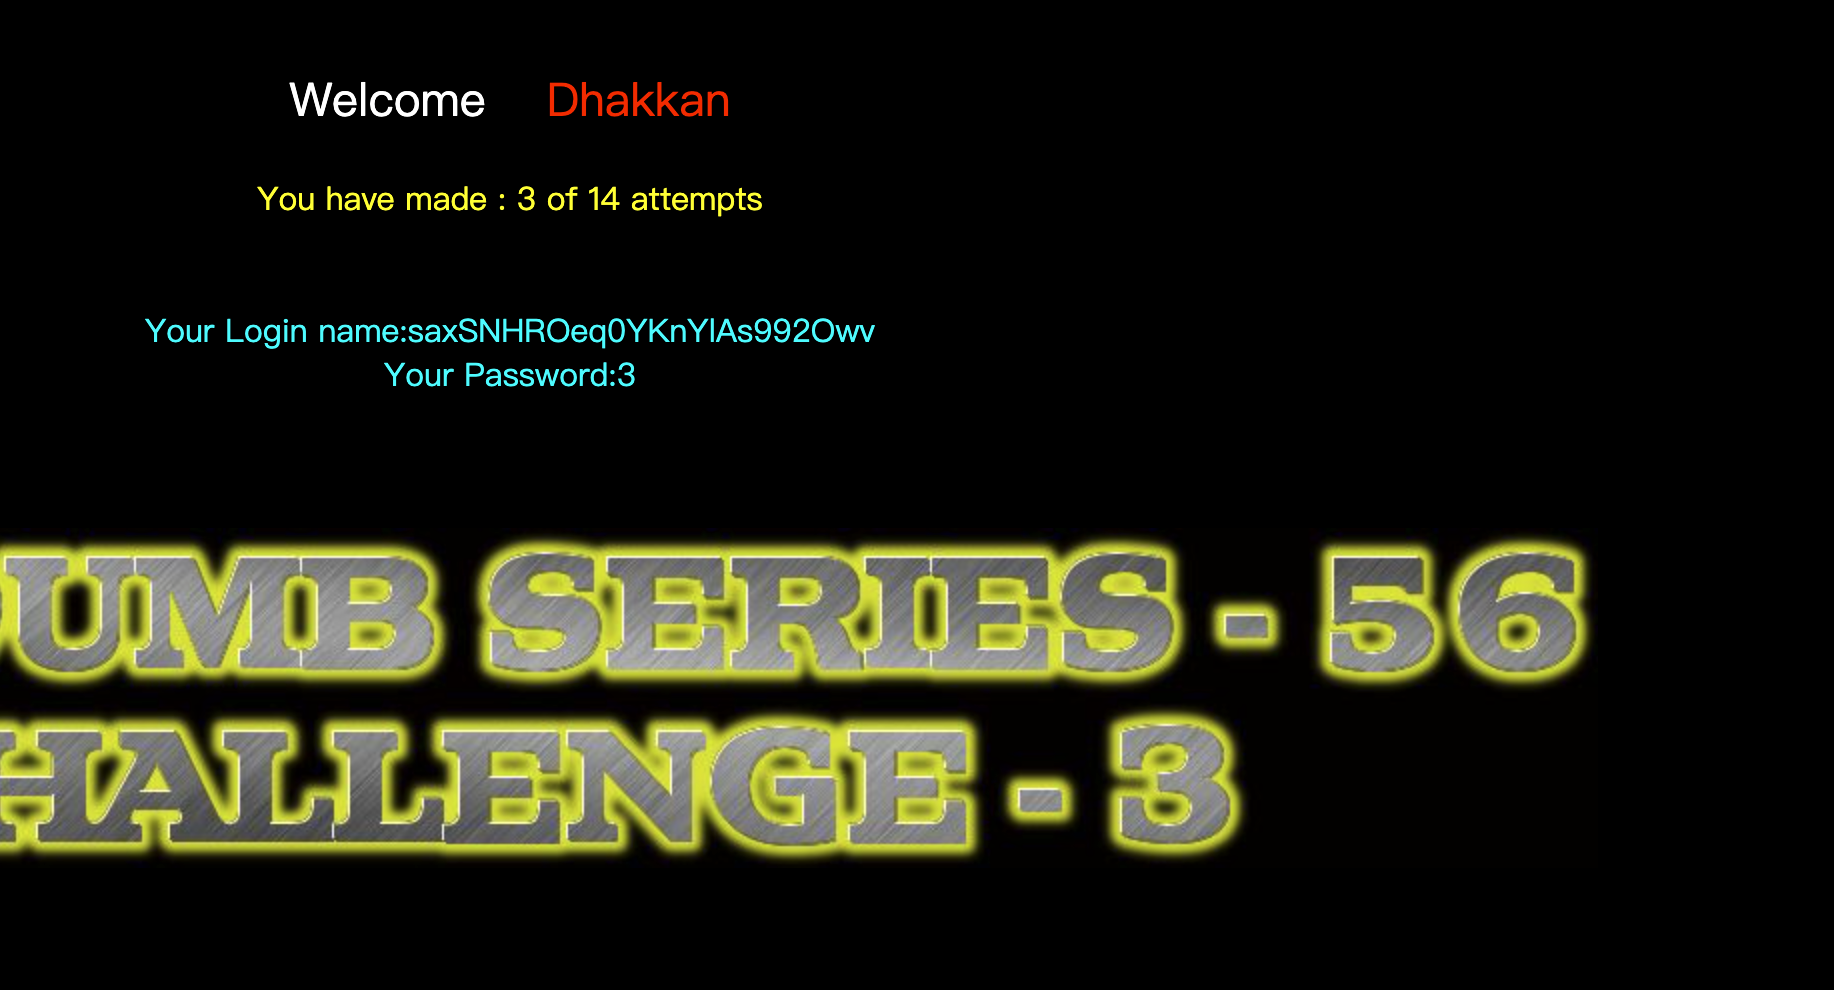 Welcome Dhakkan
You have made : 3 of 14 attempts
Your Login name:saxSNHROeq0YKnYlAs992Owv
Your Password:3
UMB SERIES - 56
HALLENGE - 3